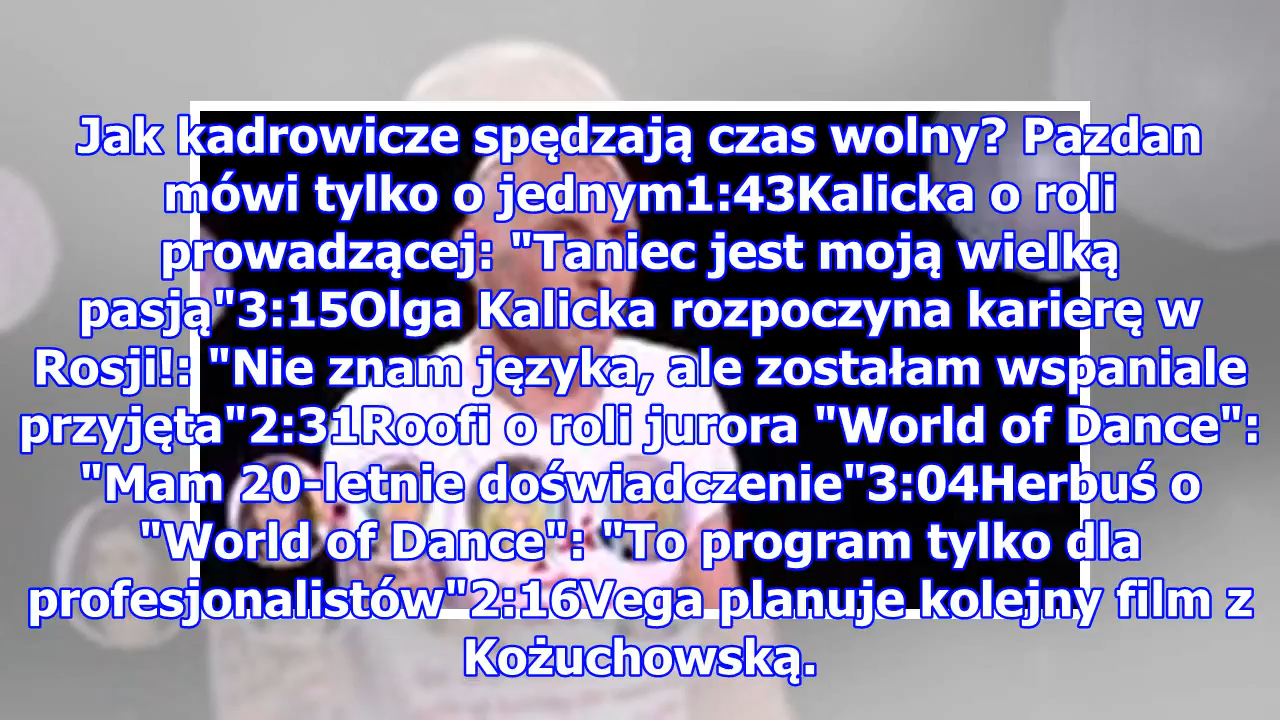 Jak kadrowicze spędzają czas wolny? Pazdan
mówi tylko o jednym1:43Kalicka o roli
prowadzącej: "Taniec jest moją wielką
pasją"3:15Olga Kalicka rozpoczyna karierę w
Rosji!: "Nie znam języka, ale zostałam wspaniale
przyjęta"2:31Roofi o roli jurora "World of Dance":
"Mam 20-letnie doświadczenie"3:04Herbuś o
"World of Dance": "To program tylko dla
profesjonalistów"2:16Vega planuje kolejny film z
Kożuchowską.